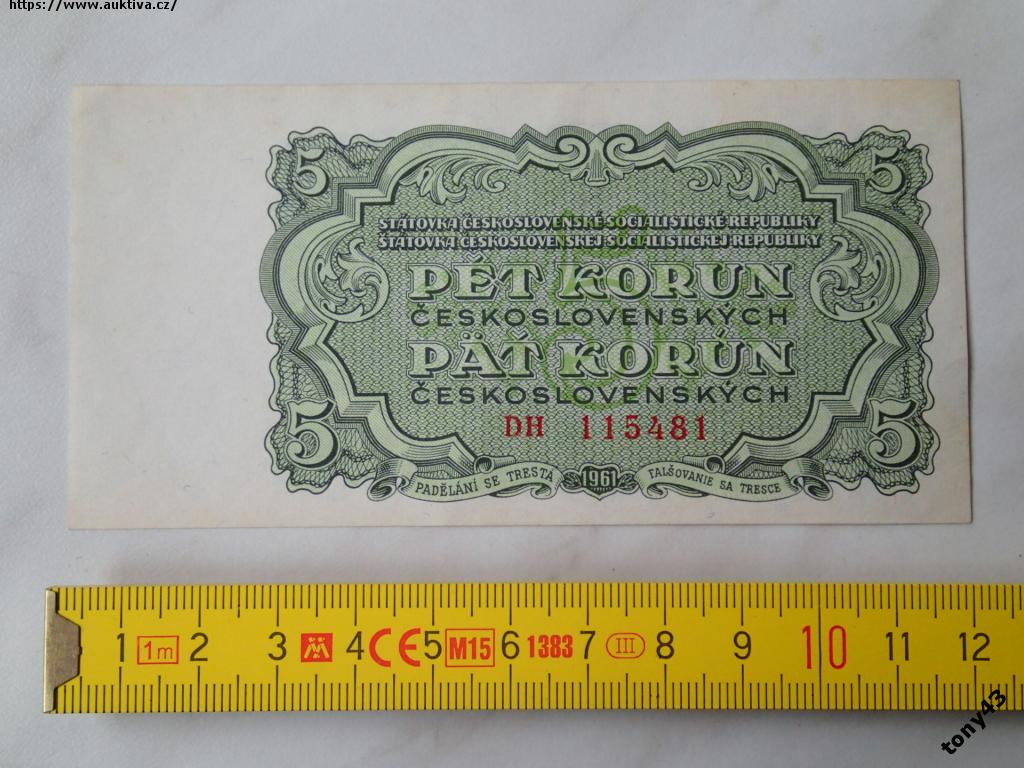 https://www.auktiva.cz/
5 5
STÁTOVKA ČESKOSLOVENSKÉ SOCIALISTICKÉ REPUBLIKY
ŠTÁTOVKA ČESKOSLOVENSKEJ SOCIALISTICKEJ REPUBLIKY
PĚT KORUN
ČESKOSLOVENSKÝCH
PÄŤ KORÚN
ČESKOSLOVENSKÝCH
DH 115481
5 5
PADĚLÁNÍ SE TRESTÁ 1961 FALŠOVANIE SA TRESCE
1 1m 2 3 4 CE 5 M15 6 1383 7 III 8 9 10 11 12
tony43